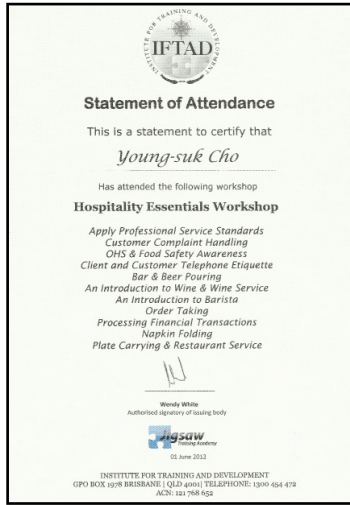 INSTITUTE FOR TRAINING AND DEVELOPMENT
IFTAD
Statement of Attendance
This is a statement to certify that
Young-suk Cho
Has attended the following workshop
Hospitality Essentials Workshop
Apply Professional Service Standards
Customer Complaint Handling
OHS & Food Safety Awareness
Client and Customer Telephone Etiquette
Bar & Beer Pouring
An Introduction to Wine & Wine Service
An Introduction to Barista
Order Taking
Processing Financial Transactions
Napkin Folding
Plate Carrying & Restaurant Service
Wendy White
Authorised signatory of issuing body
Jigsaw
Training Academy
01 June 2012
INSTITUTE FOR TRAINING AND DEVELOPMENT
GPO BOX 1978 BRISBANE | QLD 4001| TELEPHONE: 1300 454 472
ACN: 121 768 652